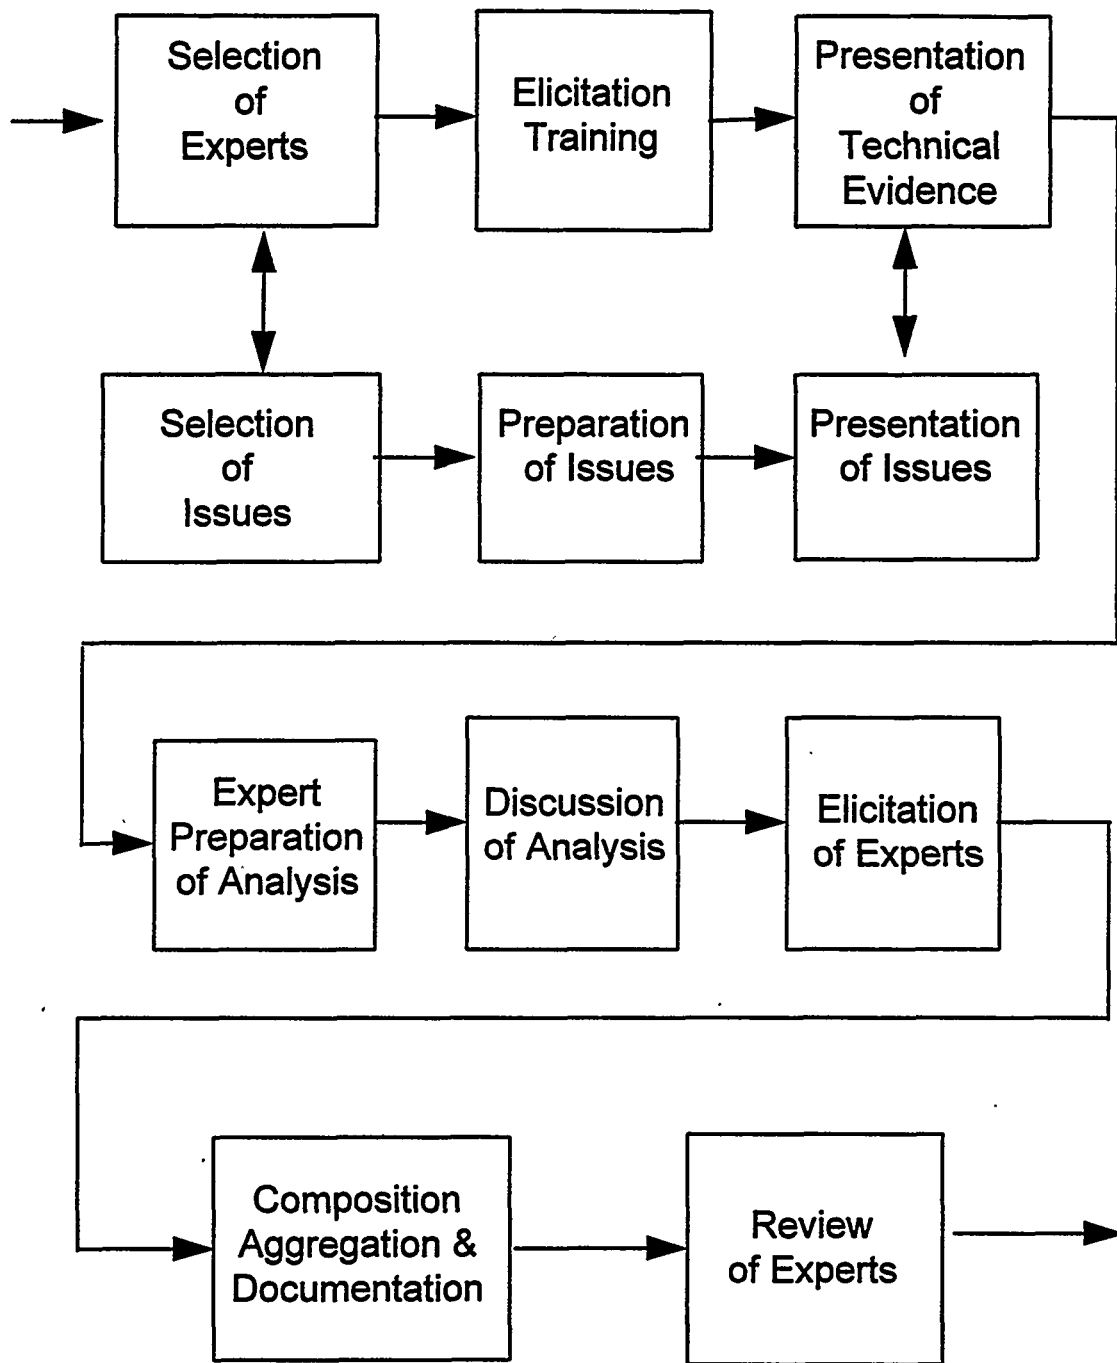 Selection
of
Experts
Elicitation
Training
Presentation
of
Technical
Evidence
Selection
of
Issues
Preparation
of Issues
Presentation
of Issues
Expert
Preparation
of Analysis
Discussion
of Analysis
Elicitation
of Experts
Composition
Aggregation &
Documentation
Review
of Experts